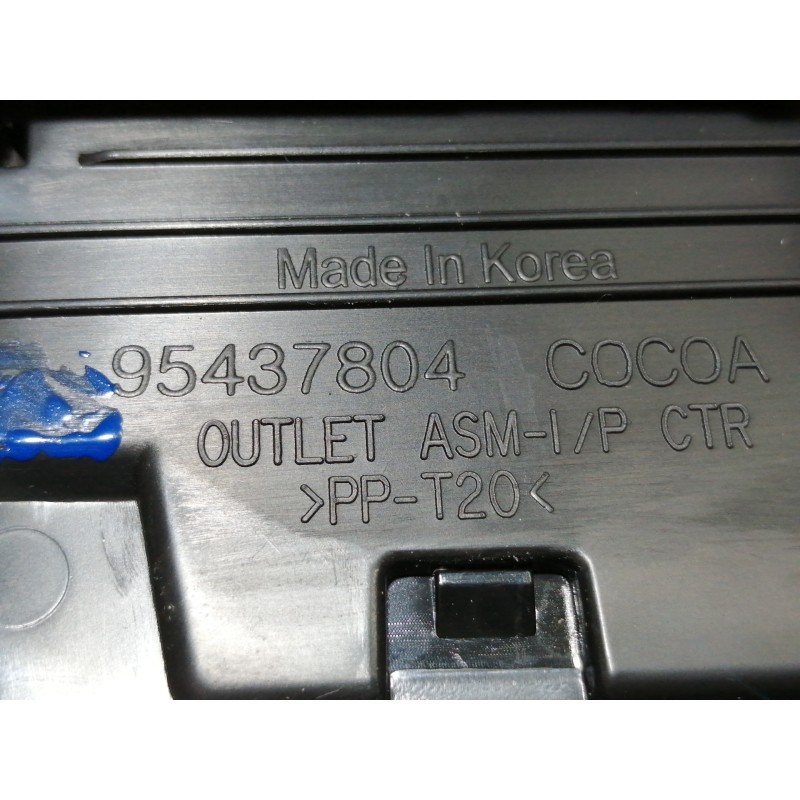 Made In Korea
95437804 COCOA
OUTLET ASM-I/P CTR
>PP-T20<